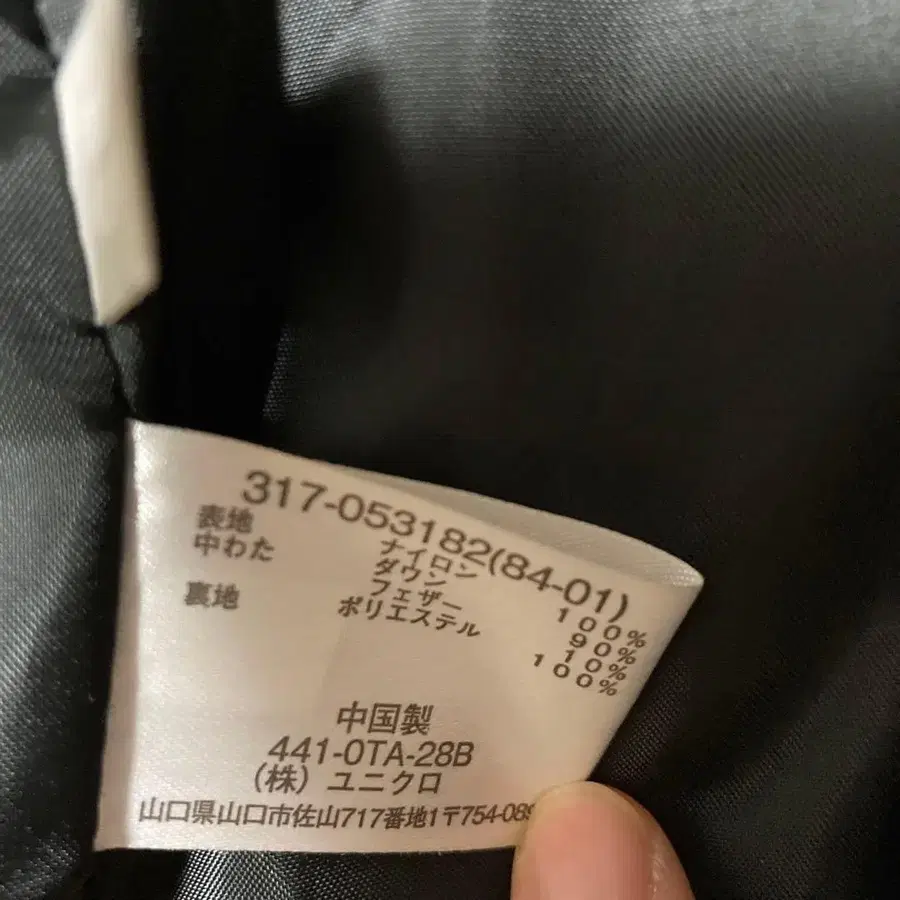 317-053182(84-01)
表地 ナイロン 100%
中わた ダウン 90%
フェザー 10%
裏地 ポリエステル 100%
中国製
441-0TA-28B
(株) ユニクロ
山口県山口市佐山717番地1〒754-089